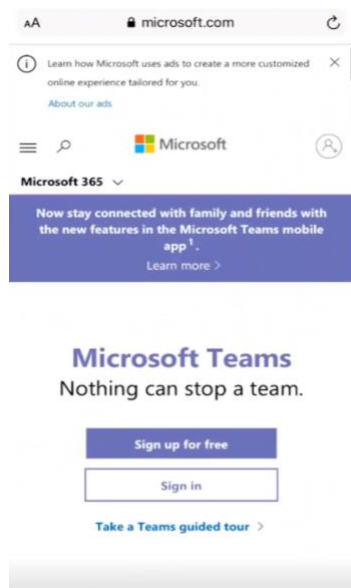 AA microsoft.com
Learn how Microsoft uses ads to create a more customized
online experience tailored for you.
About our ads
Microsoft
Microsoft 365
Now stay connected with family and friends with
the new features in the Microsoft Teams mobile
app1.
Learn more >
Microsoft Teams
Nothing can stop a team.
Sign up for free
Sign in
Take a Teams guided tour >